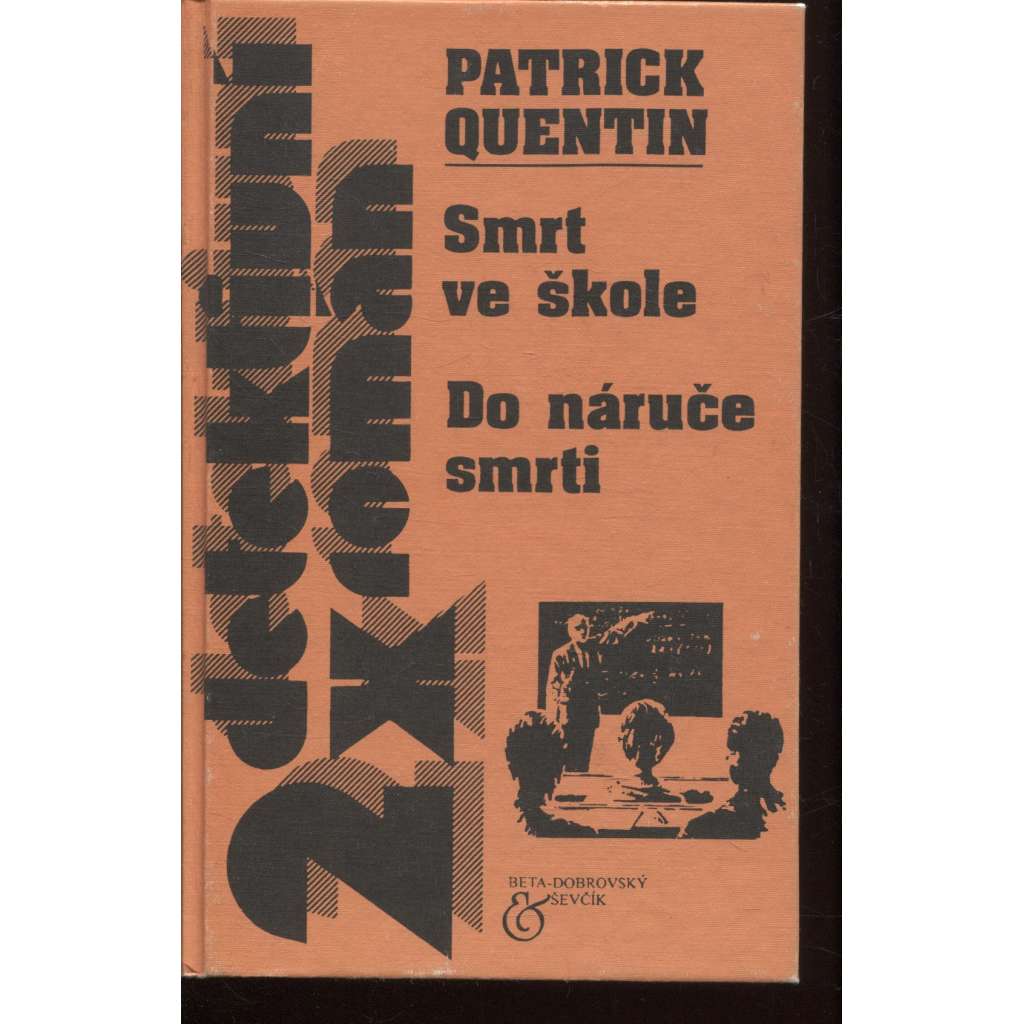 PATRICK
QUENTIN
Smrt
ve škole
Do náruče
smrti
2x detektivní
román
BETA-DOBROVSKÝ
& ŠEVČÍK